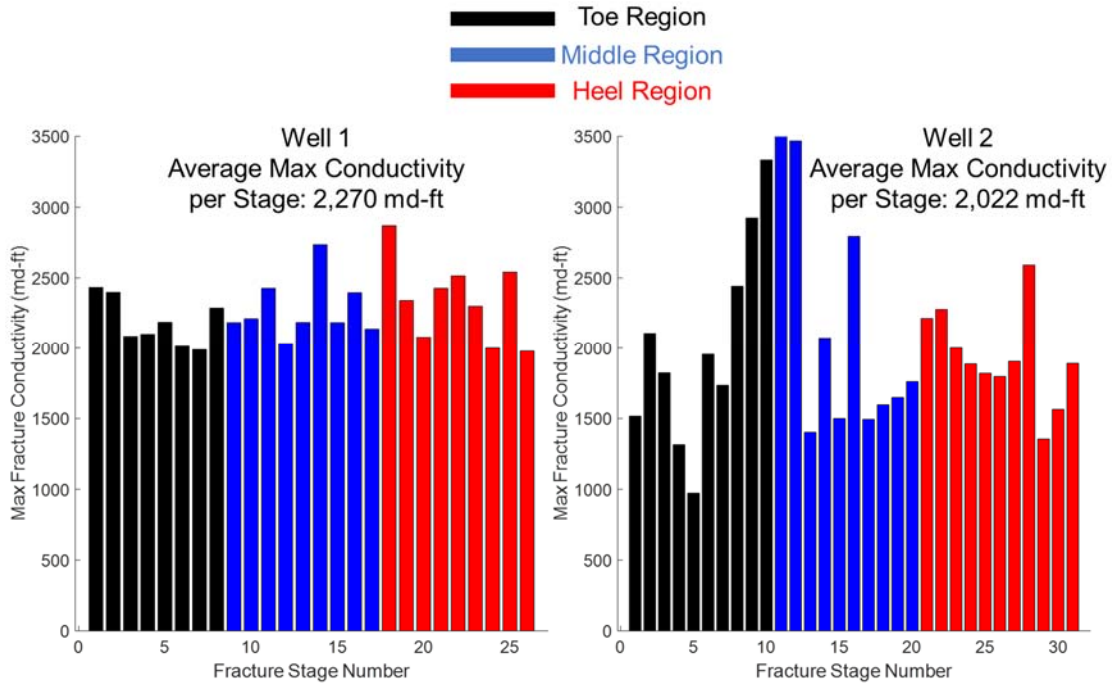 Toe Region
Middle Region
Heel Region
Well 1
Average Max Conductivity
per Stage: 2,270 md-ft
Max Fracture Conductivity (md-ft)
3500
3000
2500
2000
1500
1000
500
0
0 5 10 15 20 25
Fracture Stage Number
Well 2
Average Max Conductivity
per Stage: 2,022 md-ft
Max Fracture Conductivity (md-ft)
3500
3000
2500
2000
1500
1000
500
0
0 5 10 15 20 25 30
Fracture Stage Number